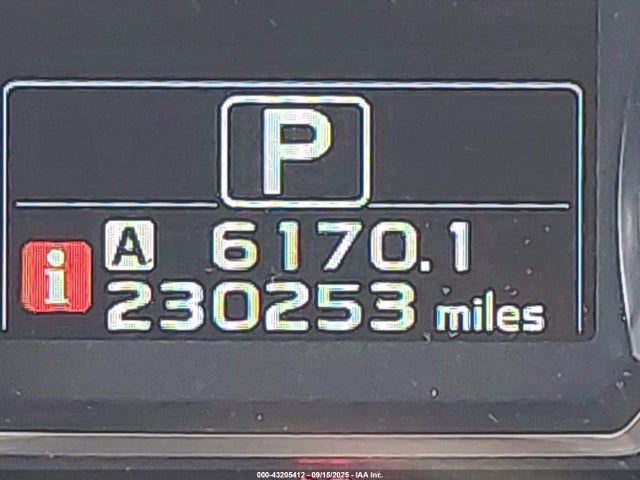 P
A 6170.1
i 230253 miles
000-43205412 - 09/15/2025 - IAA Inc.